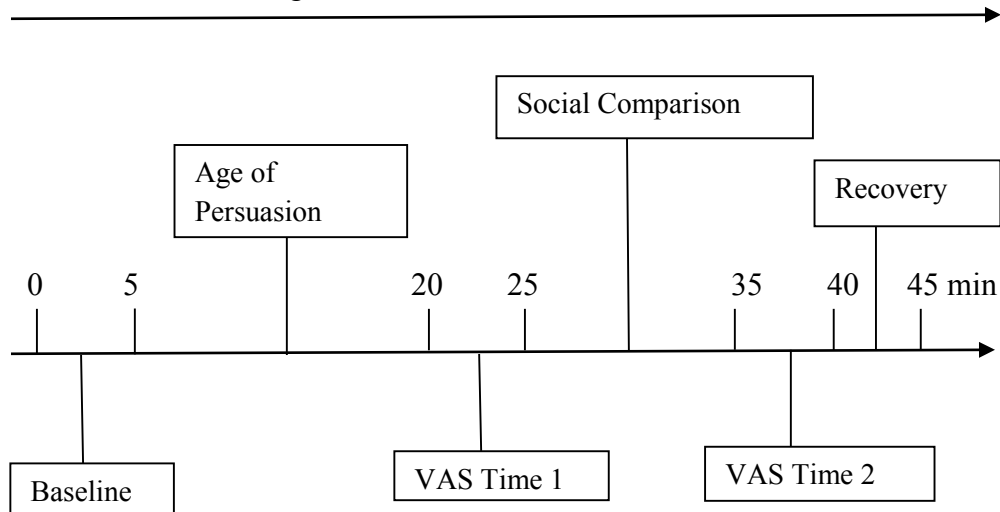 Social Comparison
Age of
Persuasion
Recovery
0 5 20 25 35 40 45 min
VAS Time 1
VAS Time 2
Baseline